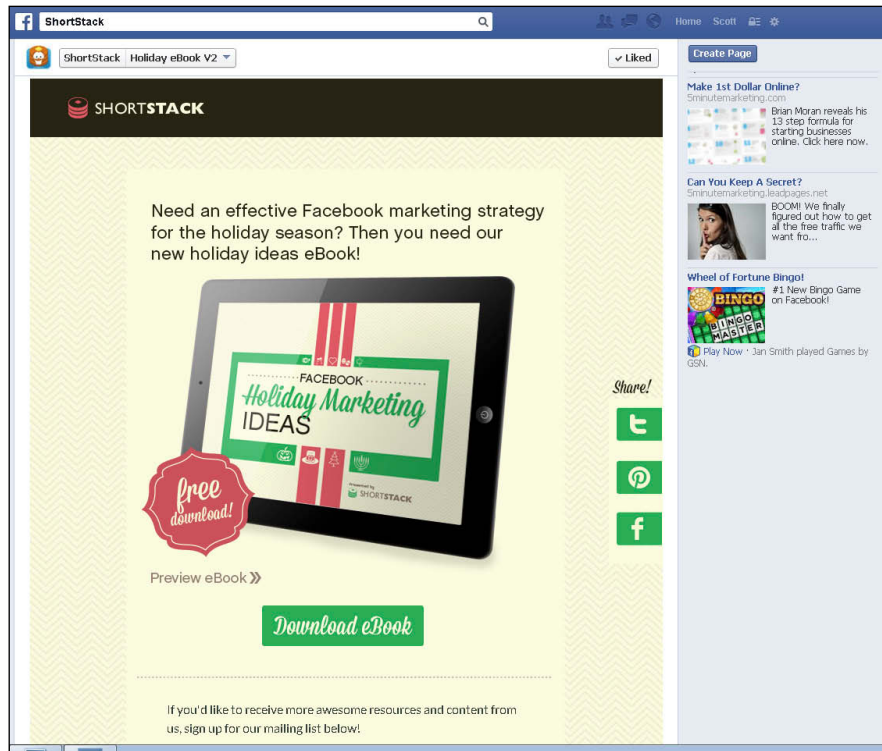 ShortStack
Home Scott
ShortStack Holiday eBook V2
Liked
SHORTSTACK
Need an effective Facebook marketing strategy
for the holiday season? Then you need our
new holiday ideas eBook!
FACEBOOK
Holiday Marketing
IDEAS
Presented by
SHORTSTACK
free
download!
Preview eBook
Download eBook
If you'd like to receive more awesome resources and content from
us, sign up for our mailing list below!
Share!
Create Page
Make 1st Dollar Online?
5minutemarketing.com
Brian Moran reveals his
13 step formula for
starting businesses
online. Click here now.
Can You Keep A Secret?
5minutemarketing.leadpages.net
BOOM! We finally
figured out how to get
all the free traffic we
want fro...
Wheel of Fortune Bingo!
BINGO
BINGO
MASTER
#1 New Bingo Game
on Facebook!
Play Now · Jan Smith played Games by
GSN.